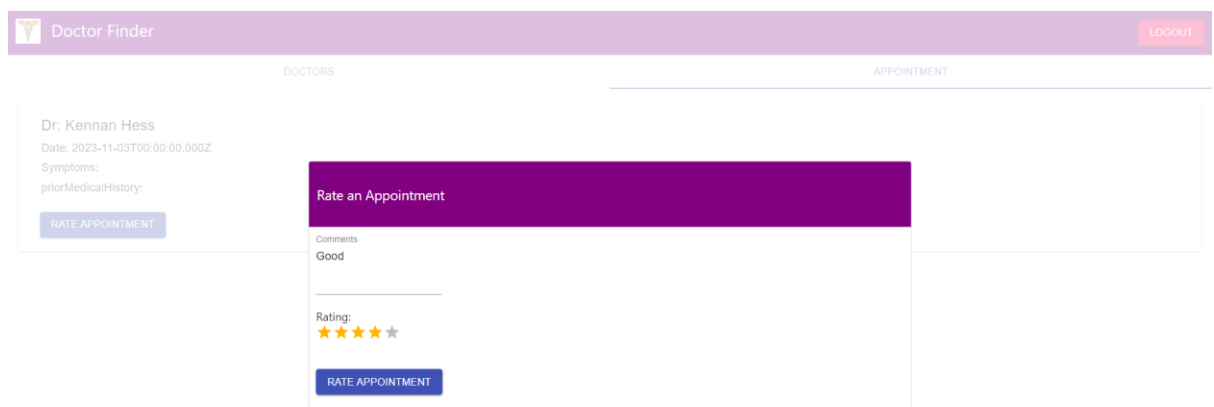 Doctor Finder
LOGOUT
DOCTORS
APPOINTMENT
Dr: Kennan Hess
Date: 2023-11-03T00:00:00.000Z
Symptoms:
priorMedicalHistory:
RATE APPOINTMENT
Rate an Appointment
Comments
Good
Rating:
RATE APPOINTMENT